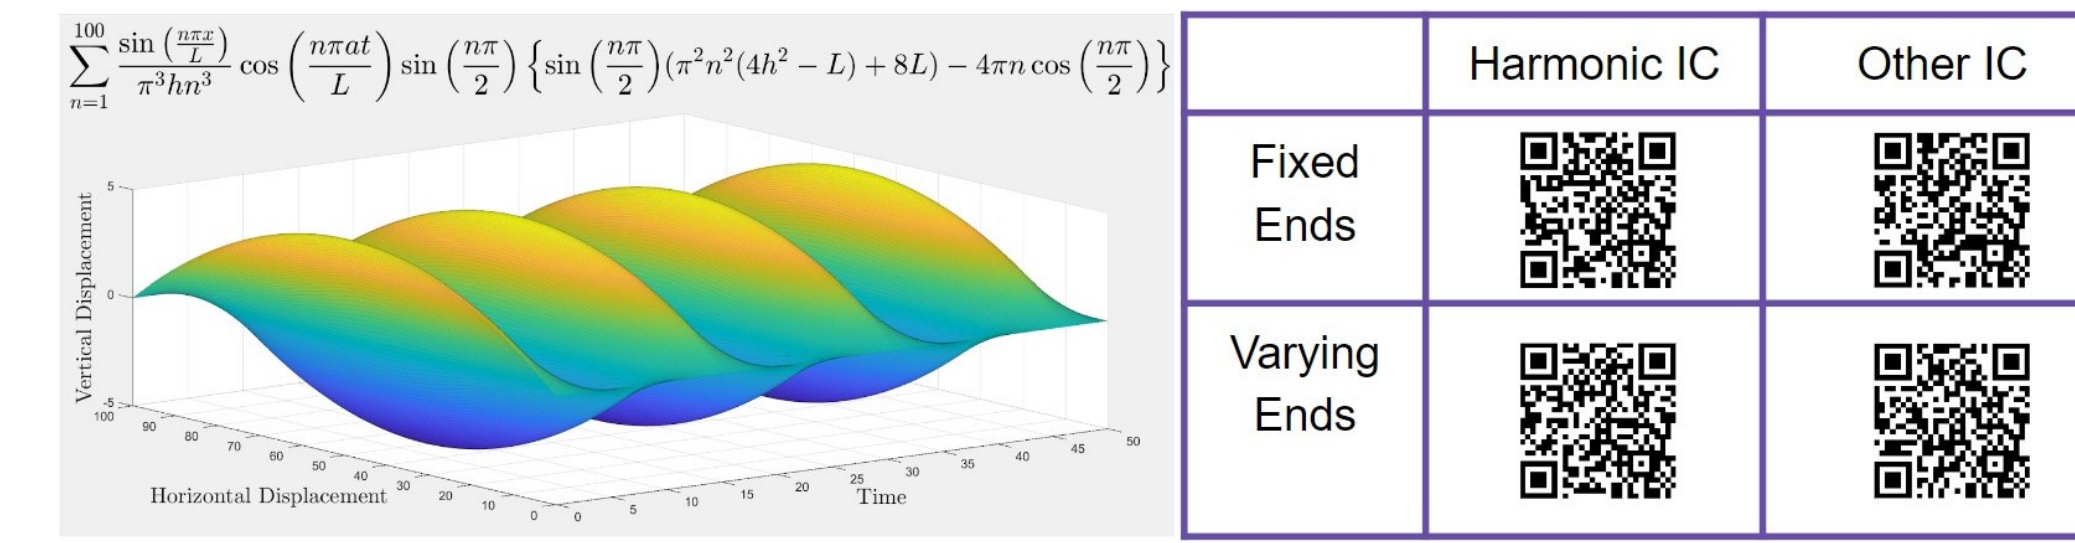 \sum_{n=1}^{100} \frac{\sin\left(\frac{n\pi x}{L}\right)}{\pi^3 h n^3} \cos\left(\frac{n\pi at}{L}\right) \sin\left(\frac{n\pi}{2}\right) \left\{\sin\left(\frac{n\pi}{2}\right)(\pi^2 n^2(4h^2 - L) + 8L) - 4\pi n \cos\left(\frac{n\pi}{2}\right)\right\}
Vertical Displacement
5
0
-5
100
90
80
70
60
50
40
30
20
10
0
Horizontal Displacement
0
5
10
15
20
25
30
35
40
45
50
Time
Harmonic IC
Other IC
Fixed
Ends
Varying
Ends